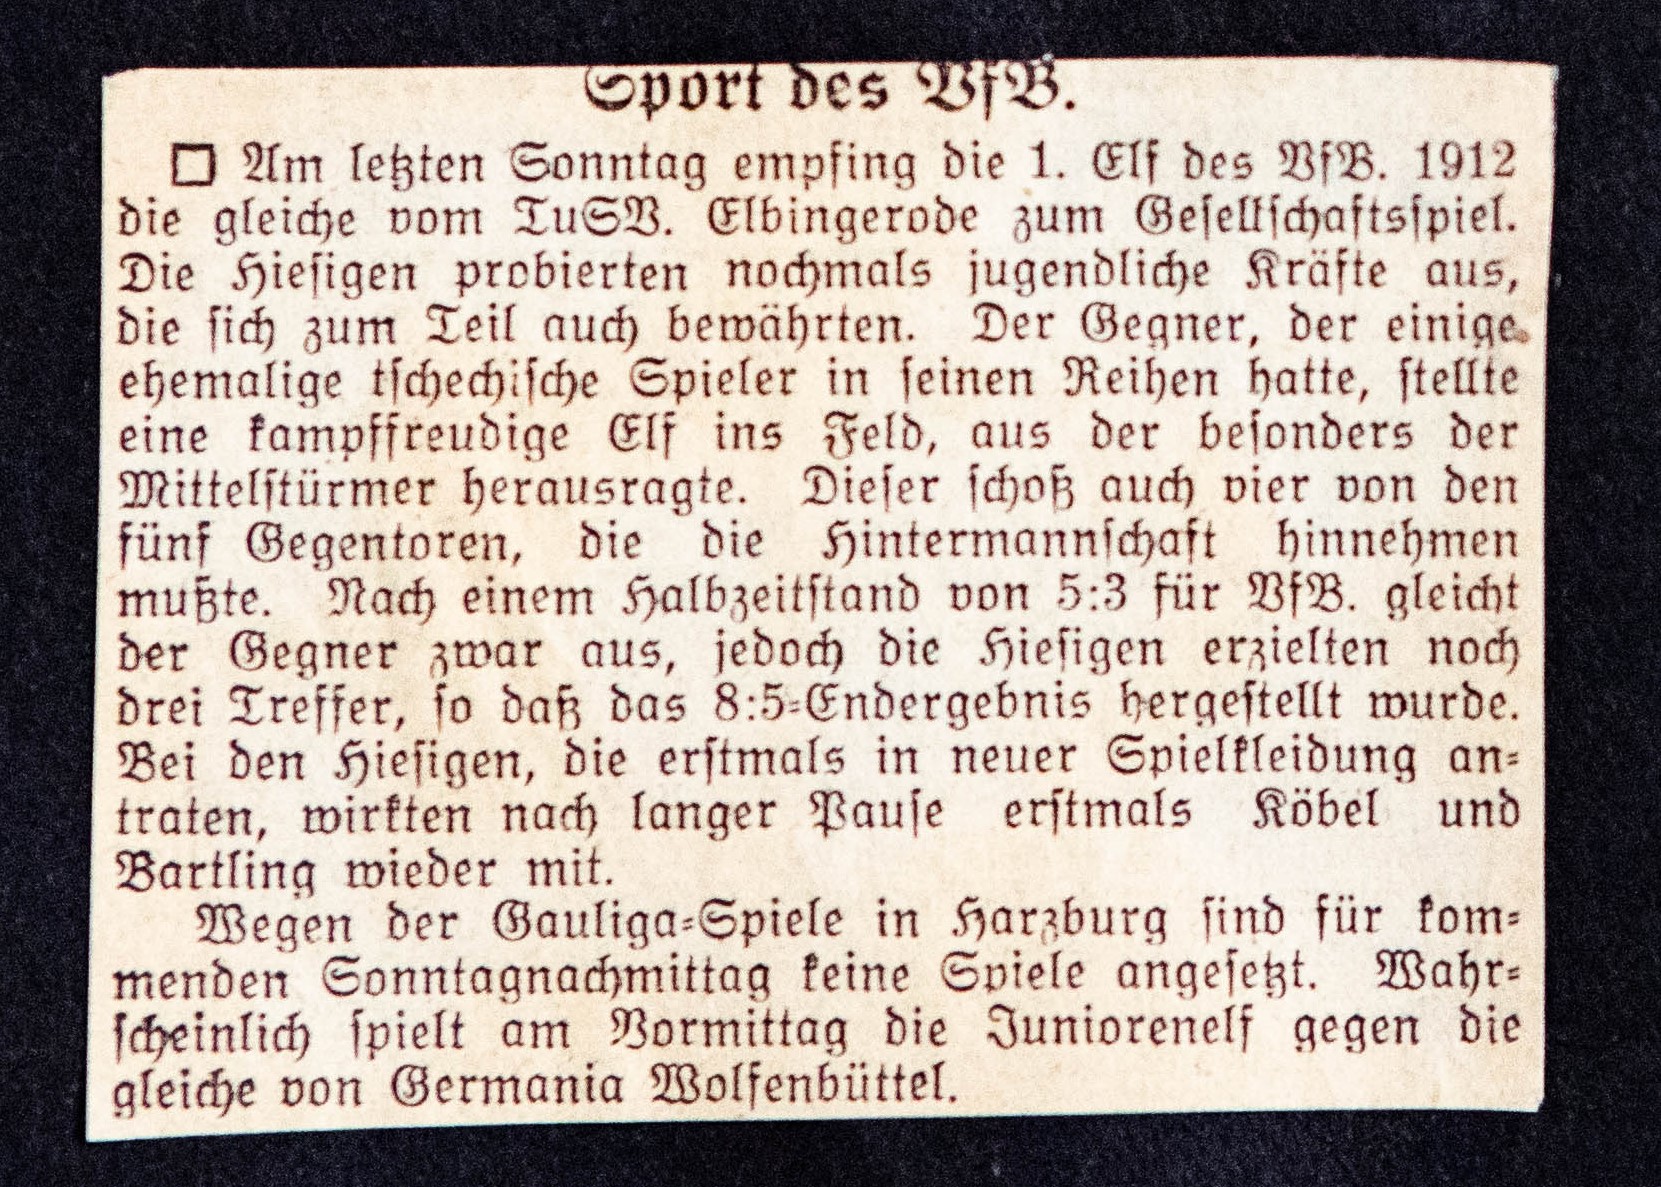 Sport des VfB.
□ Am letzten Sonntag empfing die 1. Elf des VfB. 1912
die gleiche vom TuSV. Elbingerode zum Gesellschaftsspiel.
Die Hiesigen probierten nochmals jugendliche Kräfte aus,
die sich zum Teil auch bewährten. Der Gegner, der einige
ehemalige tschechische Spieler in seinen Reihen hatte, stellte
eine kampffreudige Elf ins Feld, aus der besonders der
Mittelstürmer herausragte. Dieser schoß auch vier von den
fünf Gegentoren, die die Hintermannschaft hinnehmen
mußte. Nach einem Halbzeitstand von 5:3 für VfB. gleicht
der Gegner zwar aus, jedoch die Hiesigen erzielten noch
drei Treffer, so daß das 8:5-Endergebnis hergestellt wurde.
Bei den Hiesigen, die erstmals in neuer Spielkleidung an-
traten, wirkten nach langer Pause erstmals Köbel und
Bartling wieder mit.
Wegen der Gauliga-Spiele in Harzburg sind für kom-
menden Sonntagnachmittag keine Spiele angesetzt. Wahr-
scheinlich spielt am Vormittag die Juniorenelf gegen die
gleiche von Germania Wolfenbüttel.